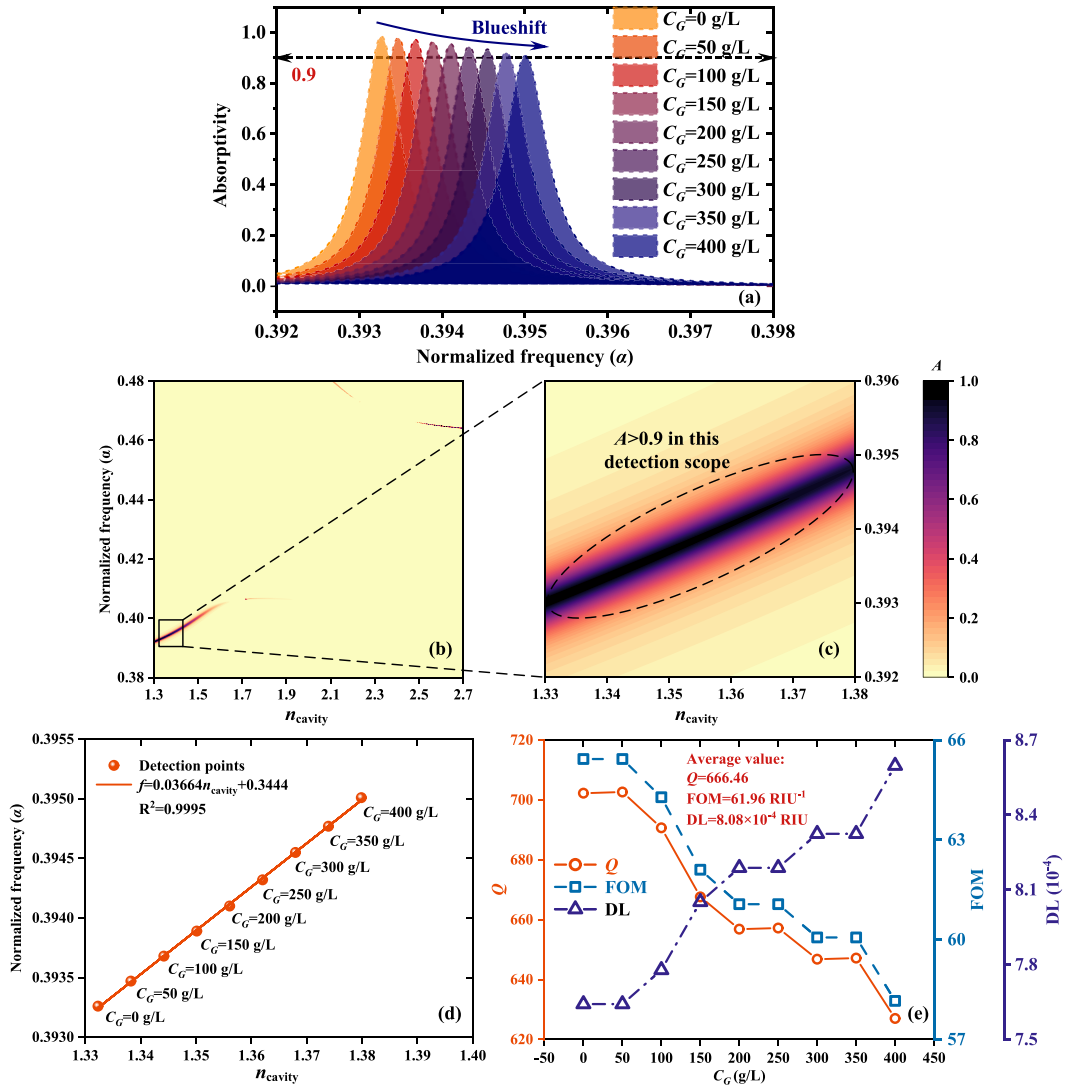 Blueshift
0.9
Absorptivity
1.0
0.8
0.6
0.4
0.2
0.0
C_G=0 g/L
C_G=50 g/L
C_G=100 g/L
C_G=150 g/L
C_G=200 g/L
C_G=250 g/L
C_G=300 g/L
C_G=350 g/L
C_G=400 g/L
(a)
0.392 0.393 0.394 0.395 0.396 0.397 0.398
Normalized frequency (α)
Normalized frequency (α)
0.48
0.46
0.44
0.42
0.40
0.38
(b)
1.3 1.5 1.7 1.9 2.1 2.3 2.5 2.7
n_cavity
A>0.9 in this
detection scope
(c)
0.396
0.395
0.394
0.393
0.392
1.33 1.34 1.35 1.36 1.37 1.38
n_cavity
A
1.0
0.8
0.6
0.4
0.2
0.0
Normalized frequency (α)
0.3955
0.3950
0.3945
0.3940
0.3935
0.3930
Detection points
f=0.03664n_cavity+0.3444
R²=0.9995
C_G=400 g/L
C_G=350 g/L
C_G=300 g/L
C_G=250 g/L
C_G=200 g/L
C_G=150 g/L
C_G=100 g/L
C_G=50 g/L
C_G=0 g/L
(d)
1.33 1.34 1.35 1.36 1.37 1.38 1.39 1.40
n_cavity
Q
720
700
680
660
640
620
Average value:
Q=666.46
FOM=61.96 RIU⁻¹
DL=8.08×10⁻⁴ RIU
Q
FOM
DL
(e)
-50 0 50 100 150 200 250 300 350 400 450
C_G (g/L)
66
63
60
57
FOM
8.7
8.4
8.1
7.8
7.5
DL (10⁻⁴)